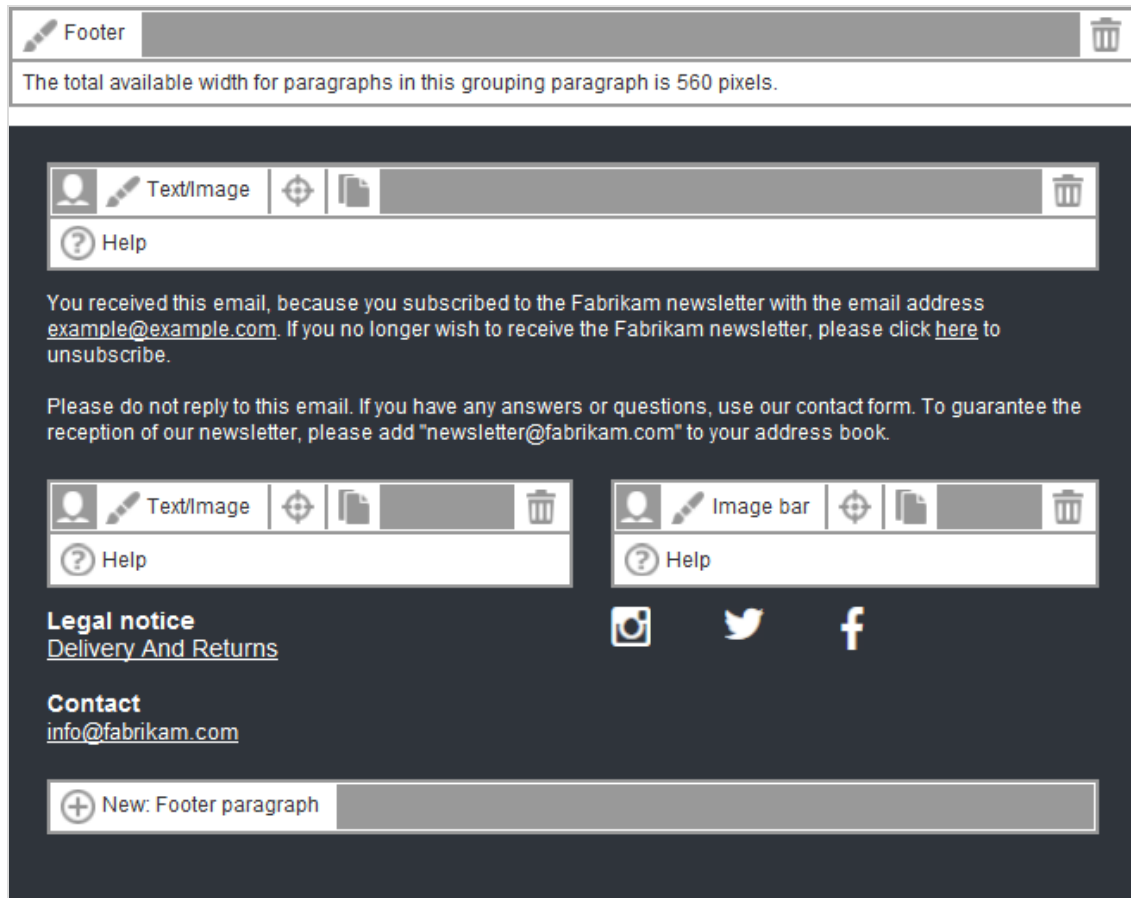 Footer
The total available width for paragraphs in this grouping paragraph is 560 pixels.
Text/Image
Help
You received this email, because you subscribed to the Fabrikam newsletter with the email address
example@example.com. If you no longer wish to receive the Fabrikam newsletter, please click here to
unsubscribe.
Please do not reply to this email. If you have any answers or questions, use our contact form. To guarantee the
reception of our newsletter, please add "newsletter@fabrikam.com" to your address book.
Text/Image
Help
Legal notice
Delivery And Returns
Contact
info@fabrikam.com
Image bar
Help
New: Footer paragraph